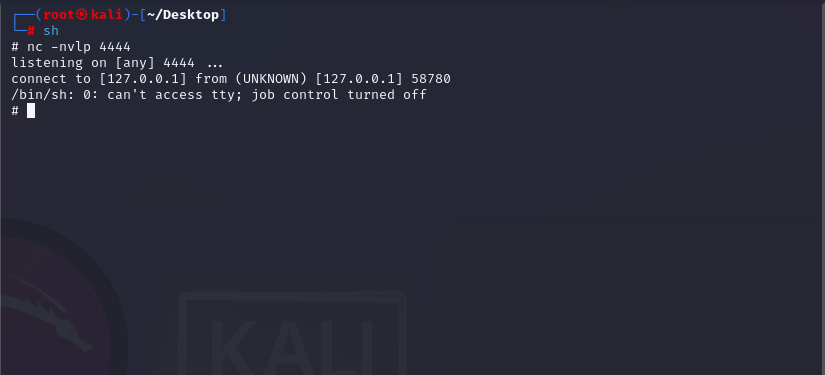 ┌──(root㉿kali)-[~/Desktop]
└─# sh
# nc -nvlp 4444
listening on [any] 4444 ...
connect to [127.0.0.1] from (UNKNOWN) [127.0.0.1] 58780
/bin/sh: 0: can't access tty; job control turned off
#
KALI